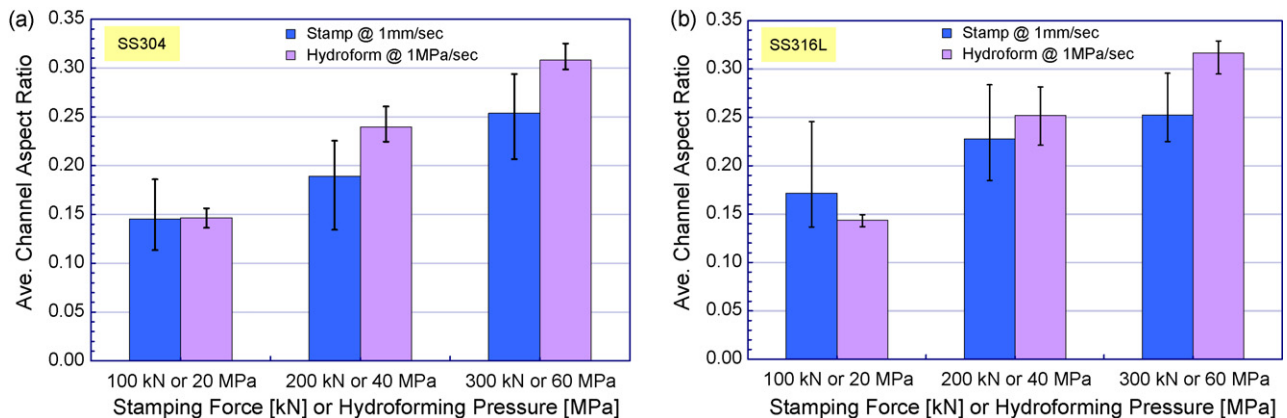 (a)
SS304
Stamp @ 1mm/sec
Hydroform @ 1MPa/sec
Ave. Channel Aspect Ratio
0.35
0.30
0.25
0.20
0.15
0.10
0.05
0.00
100 kN or 20 MPa 200 kN or 40 MPa 300 kN or 60 MPa
Stamping Force [kN] or Hydroforming Pressure [MPa]
(b)
SS316L
Stamp @ 1mm/sec
Hydroform @ 1MPa/sec
Ave. Channel Aspect Ratio
0.35
0.30
0.25
0.20
0.15
0.10
0.05
0.00
100 kN or 20 MPa 200 kN or 40 MPa 300 kN or 60 MPa
Stamping Force [kN] or Hydroforming Pressure [MPa]